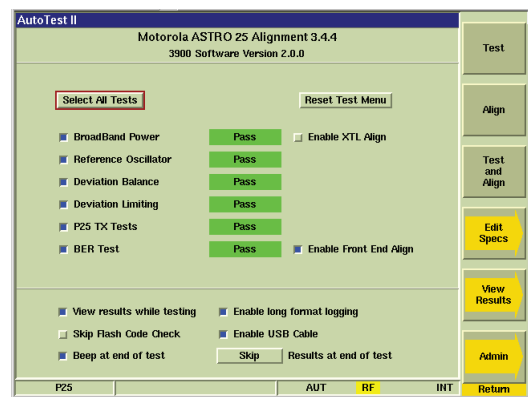 AutoTest II
Motorola ASTRO 25 Alignment 3.4.4
3900 Software Version 2.0.0
Select All Tests
Reset Test Menu
BroadBand Power Pass Enable XTL Align
Reference Oscillator Pass
Deviation Balance Pass
Deviation Limiting Pass
P25 TX Tests Pass
BER Test Pass Enable Front End Align
View results while testing Enable long format logging
Skip Flash Code Check Enable USB Cable
Beep at end of test Skip Results at end of test
P25 AUT RF INT
Test
Align
Test
and
Align
Edit
Specs
View
Results
Admin
Return